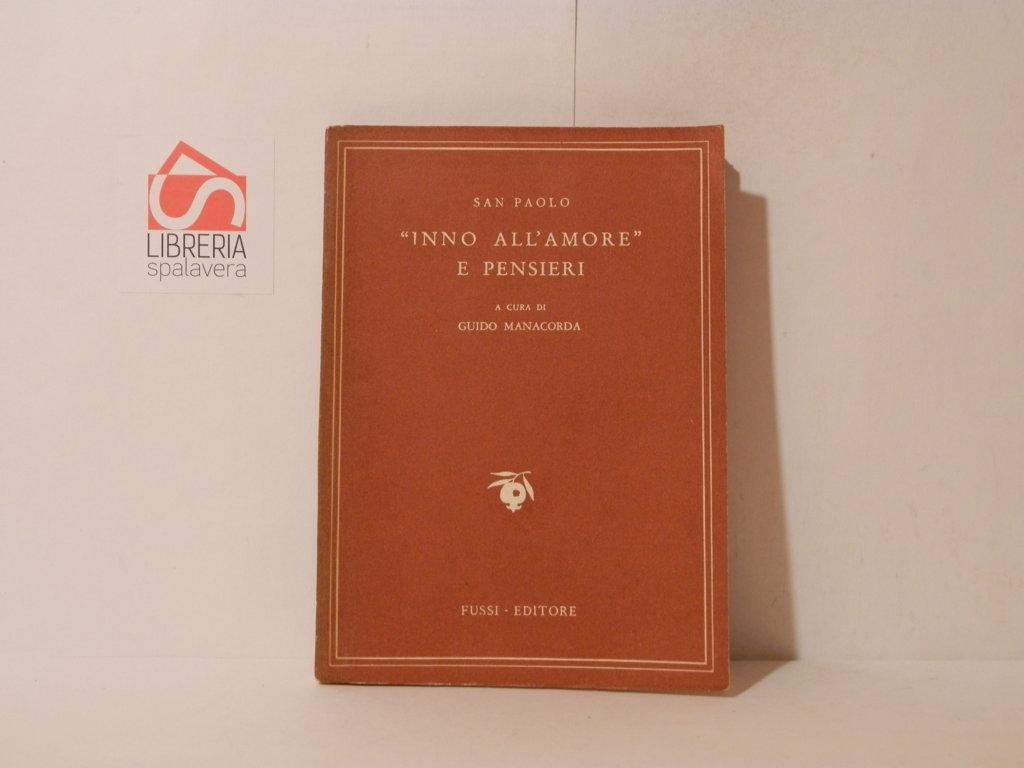 LIBRERIA
spalavera
SAN PAOLO
“INNO ALL'AMORE”
E PENSIERI
A CURA DI
GUIDO MANACORDA
FUSSI - EDITORE